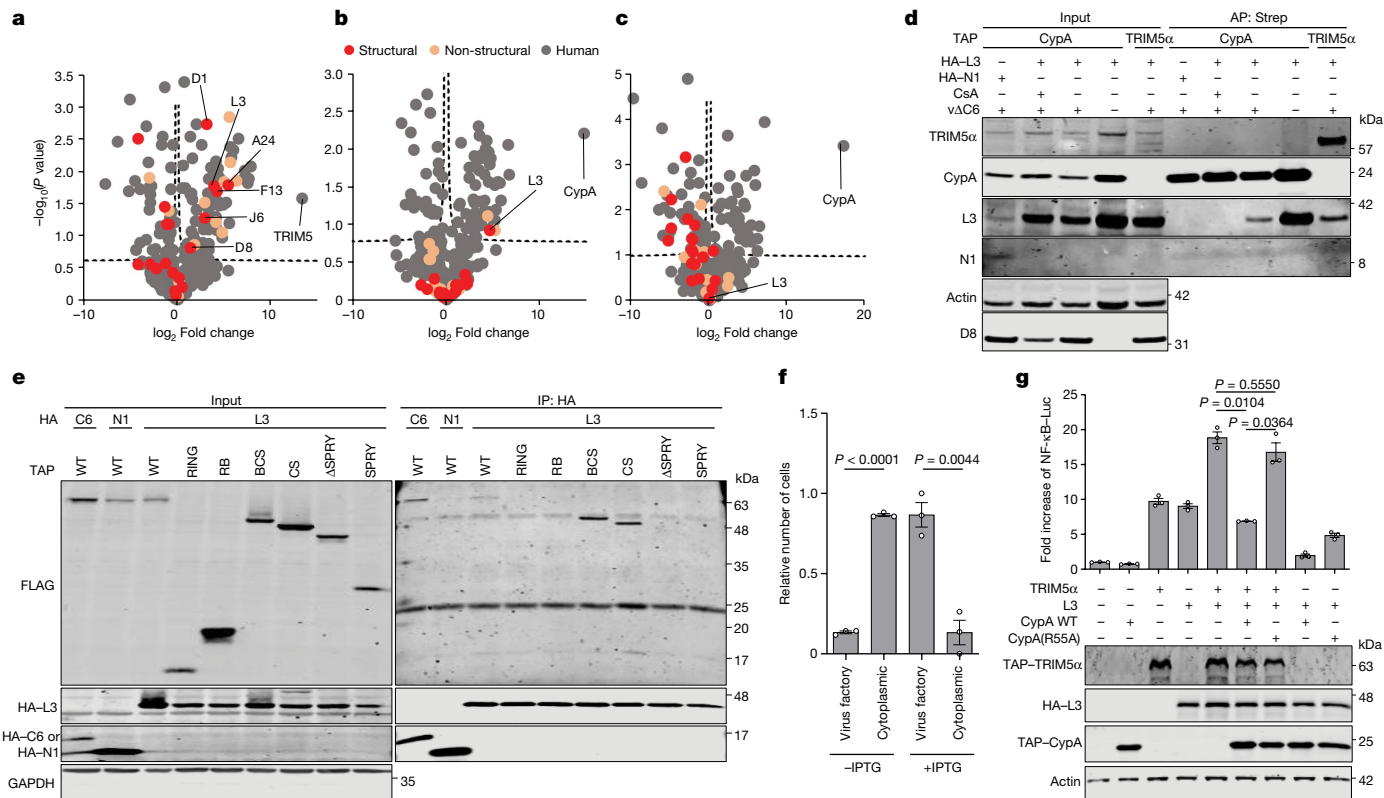 a
b
c
d
Structural Non-structural Human
3.5
3.0
2.5
2.0
1.5
1.0
0.5
0
–log10(P value)
D1
L3
A24
F13
J6
D8
TRIM5
–10 0 10
log2 Fold change
3.0
2.5
2.0
1.5
1.0
0.5
0
CypA
L3
–10 0 10
log2 Fold change
5
4
3
2
1
0
CypA
L3
–10 0 10 20
log2 Fold change
Input AP: Strep
TAP CypA TRIM5α CypA TRIM5α
HA–L3 – + + + + – + + + +
HA–N1 + – – – – + – – – –
CsA – + – – – – + – – –
vΔC6 + + + – + + + + – +
kDa
TRIM5α 57
CypA 24
L3 42
N1 8
Actin 42
D8 31
e
Input IP: HA
HA C6 N1 L3 C6 N1 L3
TAP WT WT WT RING RB BCS CS ΔSPRY SPRY WT WT WT RING RB BCS CS ΔSPRY SPRY
kDa
FLAG
63
48
35
25
20
17
HA–L3 48
HA–C6 or
HA–N1
17
GAPDH 35
f
Relative number of cells
1.5
1.0
0.5
0
P < 0.0001 P = 0.0044
Virus factory Cytoplasmic Virus factory Cytoplasmic
–IPTG +IPTG
g
Fold increase of NF-κB–Luc
25
20
15
10
5
0
P = 0.5550
P = 0.0104
P = 0.0364
TRIM5α – – + – + + + – –
L3 – – – + + + + + +
CypA WT – + – – – + – + –
CypA(R55A) – – – – – – + – +
kDa
TAP–TRIM5α 63
HA–L3 48
TAP–CypA 25
Actin 42